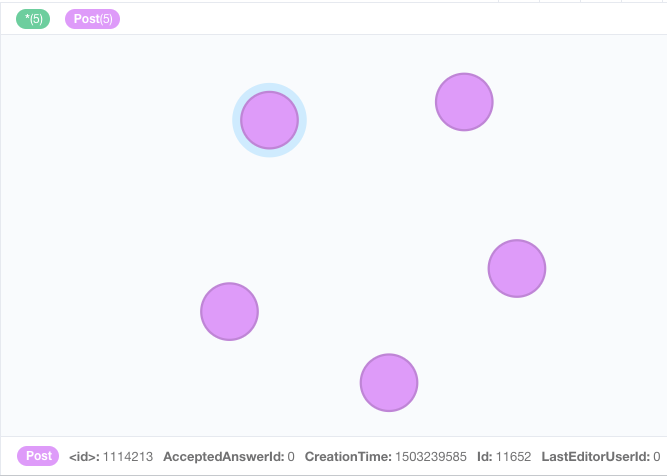 *(5) Post(5)
Post <id>: 1114213 AcceptedAnswerId: 0 CreationTime: 1503239585 Id: 11652 LastEditorUserId: 0